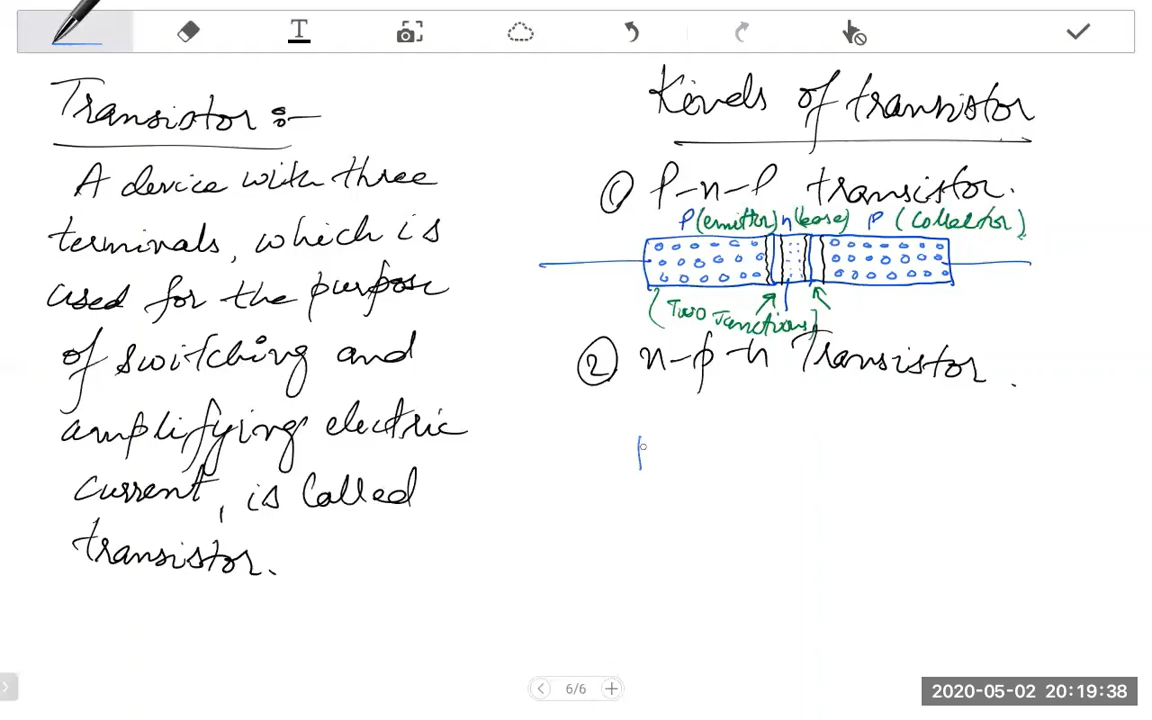 T
Transistor :-
A device with three
terminals, which is
used for the purpose
of switching and
amplifying electric
current, is called
transistor.
Kinds of transistor
① P-n-P transistor.
P(emitter) n(base) P (collector)
(Two Junctions)
② n-p-n Transistor.
6/6
2020-05-02 20:19:38